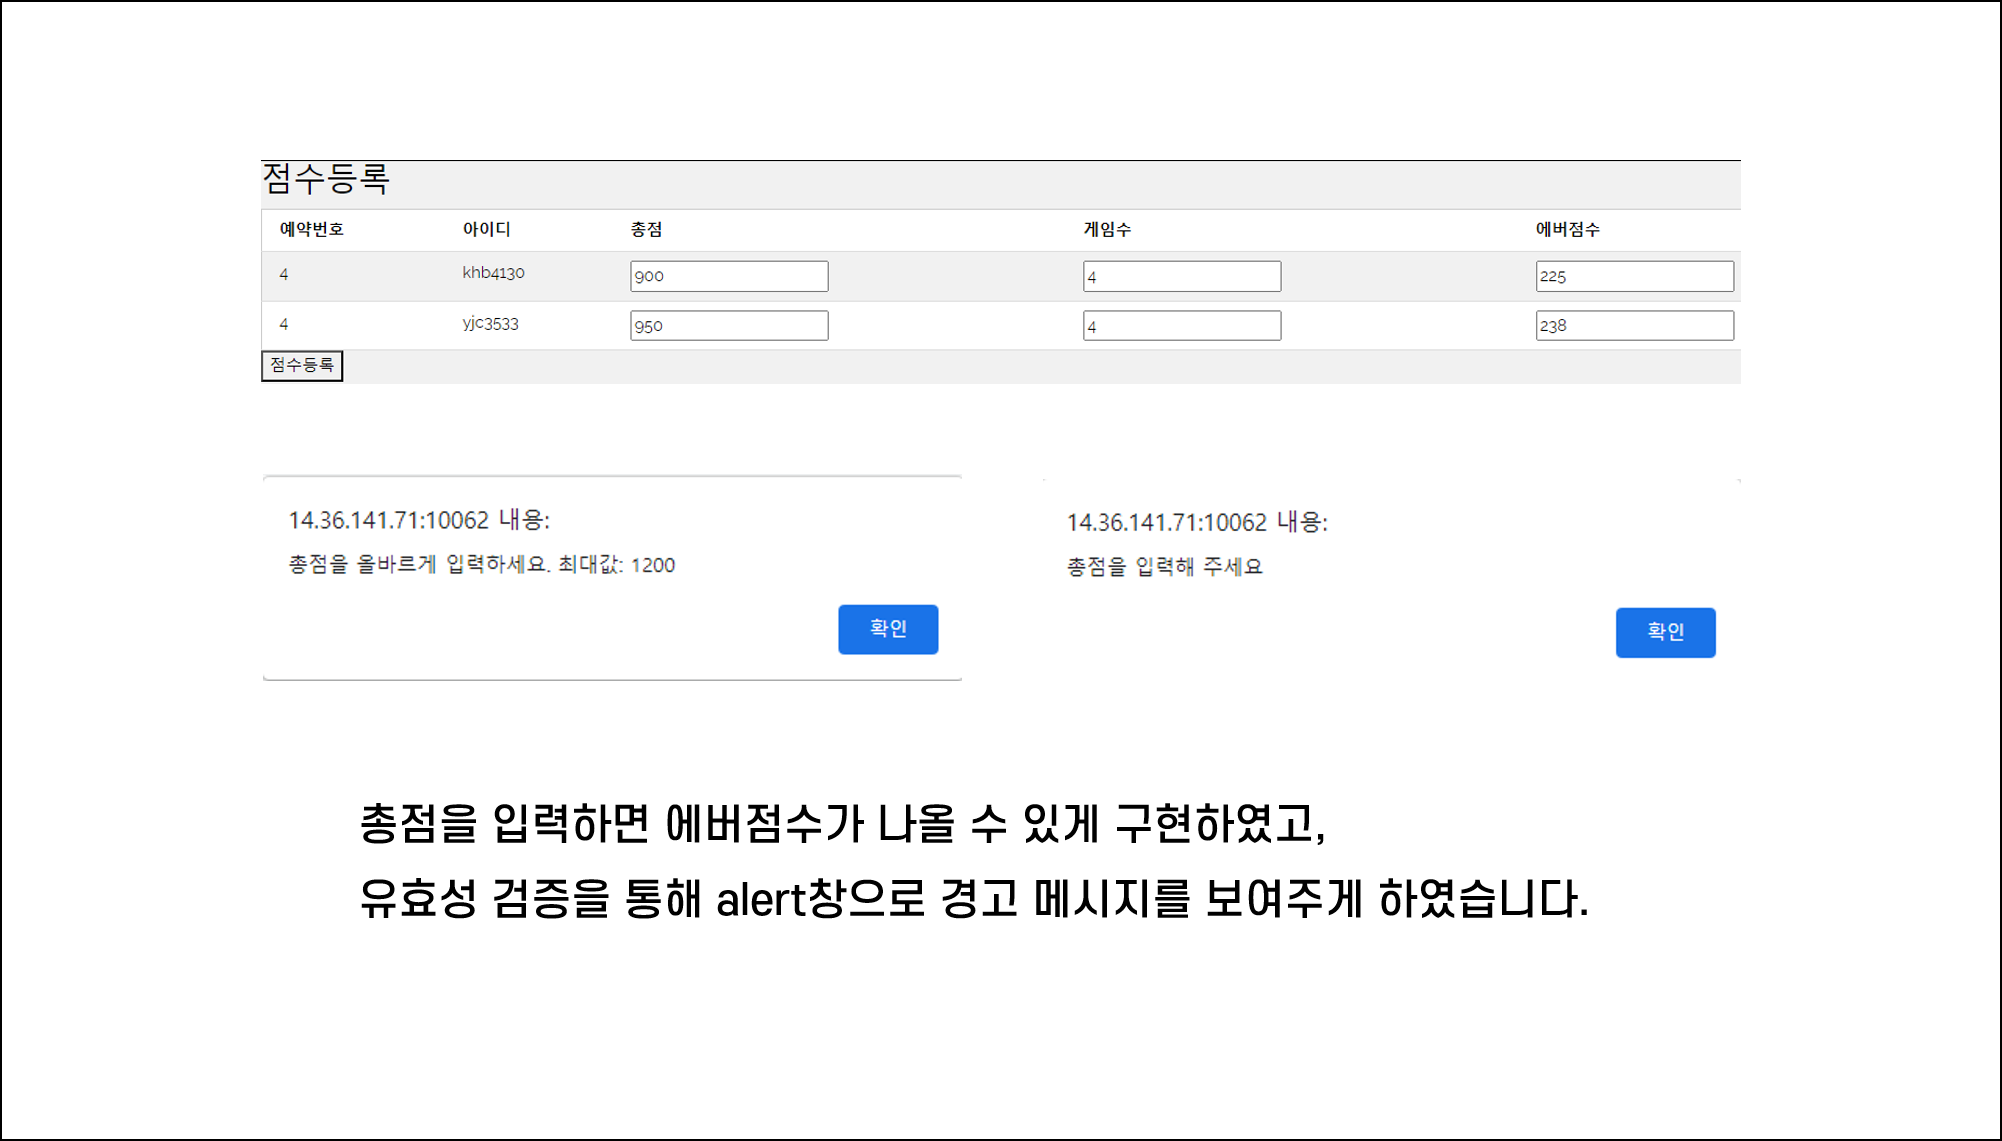 점수등록
예약번호 아이디 총점 게임수 에버점수
4 khb4130 900 4 225
4 yjc3533 950 4 238
점수등록
14.36.141.71:10062 내용:
총점을 올바르게 입력하세요. 최대값: 1200
확인
14.36.141.71:10062 내용:
총점을 입력해 주세요
확인
총점을 입력하면 에버점수가 나올 수 있게 구현하였고,
유효성 검증을 통해 alert창으로 경고 메시지를 보여주게 하였습니다.